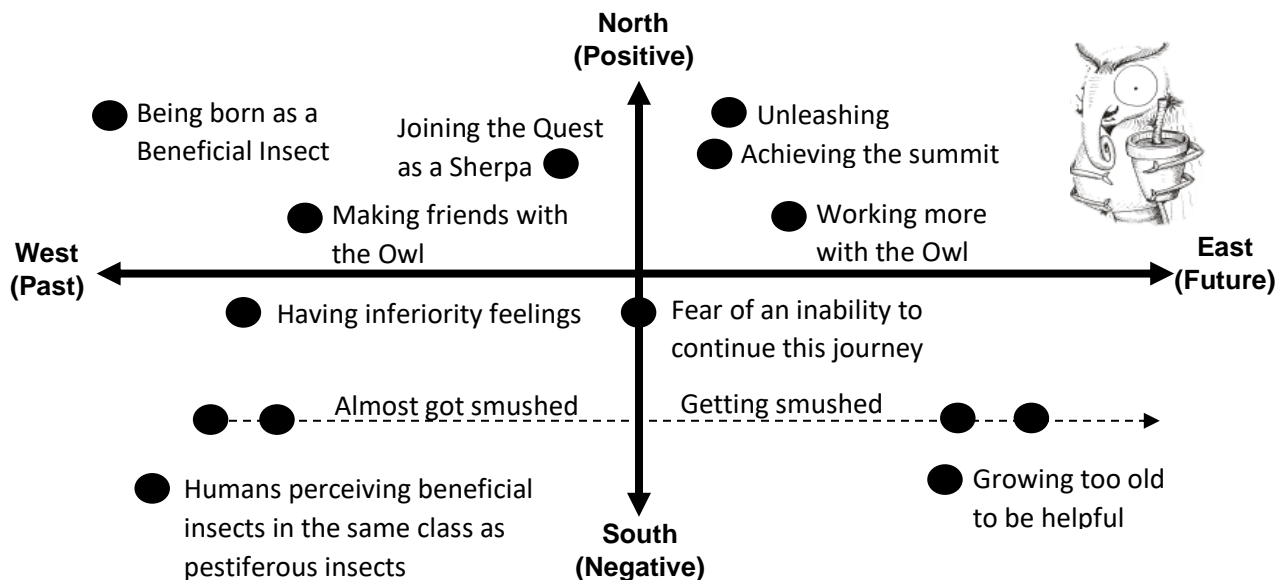 North
(Positive)
Being born as a
Beneficial Insect
Joining the Quest
as a Sherpa
Unleashing
Achieving the summit
Making friends with
the Owl
Working more
with the Owl
West
(Past)
East
(Future)
Having inferiority feelings
Fear of an inability to
continue this journey
Almost got smushed
Getting smushed
Humans perceiving beneficial
insects in the same class as
pestiferous insects
Growing too old
to be helpful
South
(Negative)